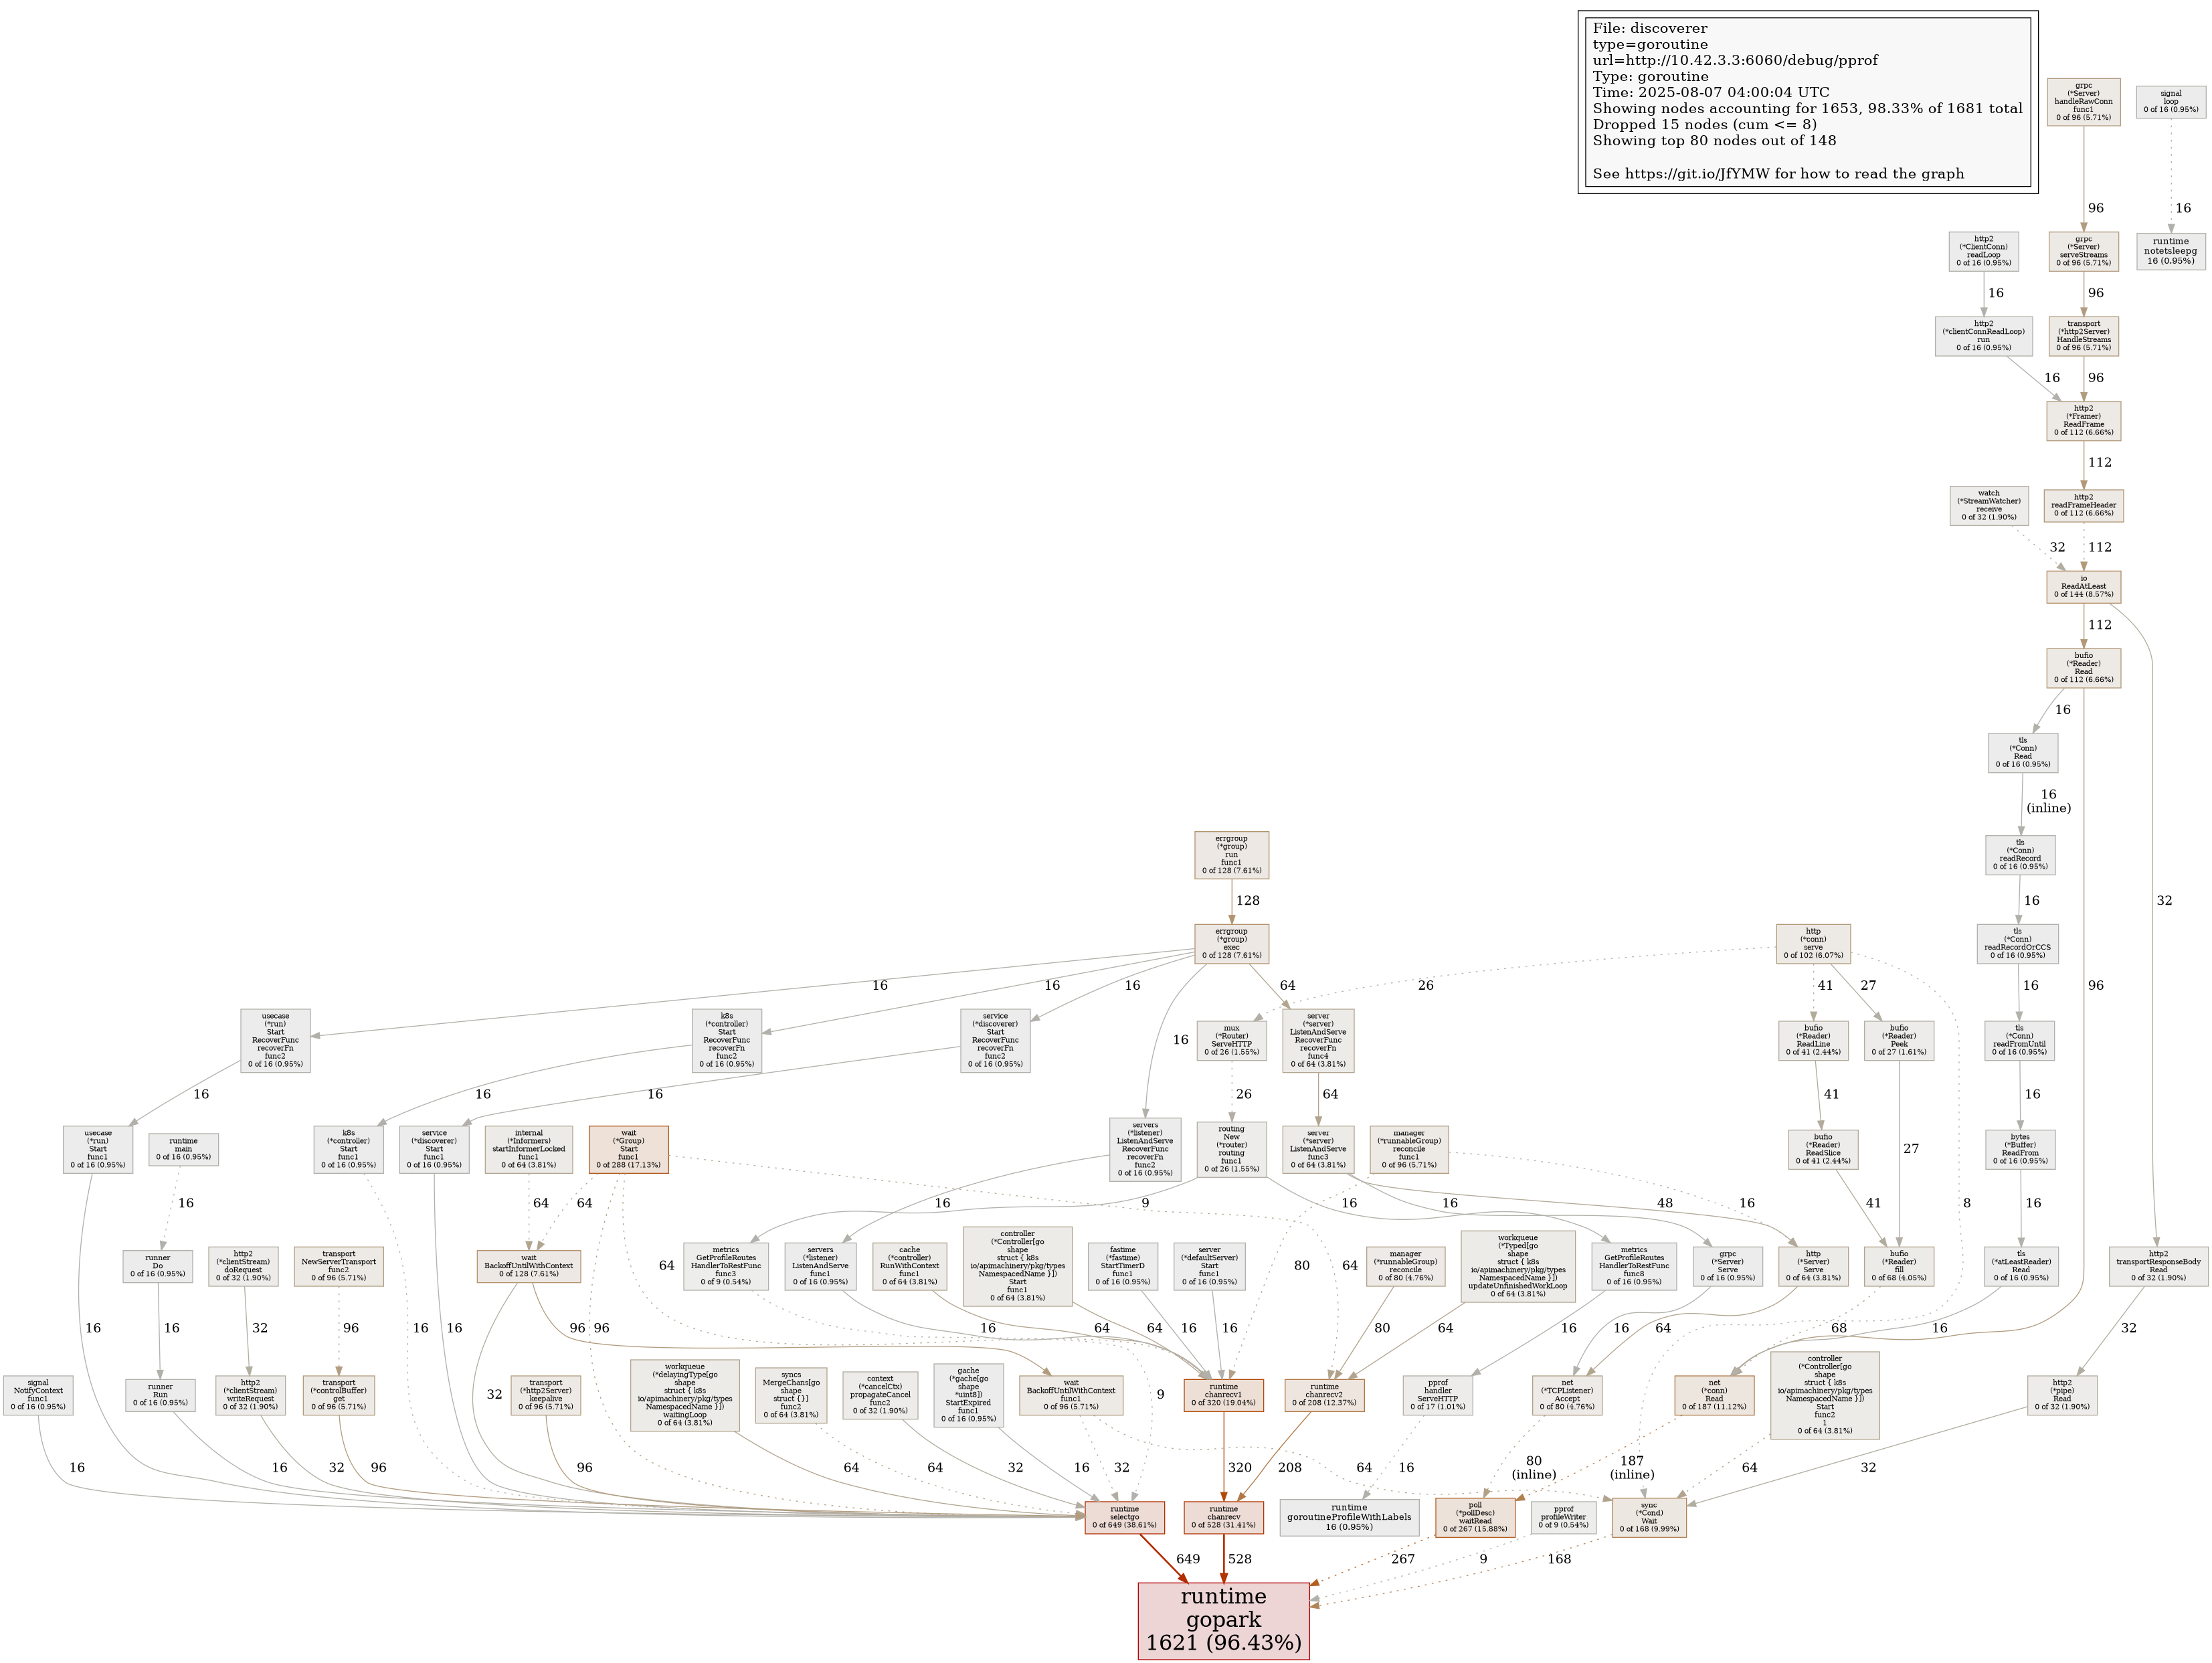 File: discoverer
type=goroutine
url=http://10.42.3.3:6060/debug/pprof
Type: goroutine
Time: 2025-08-07 04:00:04 UTC
Showing nodes accounting for 1653, 98.33% of 1681 total
Dropped 15 nodes (cum <= 8)
Showing top 80 nodes out of 148
See https://git.io/JfYMW for how to read the graph
grpc
(*Server)
handleRawConn
func1
0 of 96 (5.71%)
signal
loop
0 of 16 (0.95%)
96
16
http2
(*ClientConn)
readLoop
0 of 16 (0.95%)
grpc
(*Server)
serveStreams
0 of 96 (5.71%)
runtime
notetsleepg
16 (0.95%)
16
96
http2
(*clientConnReadLoop)
run
0 of 16 (0.95%)
transport
(*http2Server)
HandleStreams
0 of 96 (5.71%)
16
96
http2
(*Framer)
ReadFrame
0 of 112 (6.66%)
112
watch
(*StreamWatcher)
receive
0 of 32 (1.90%)
http2
readFrameHeader
0 of 112 (6.66%)
32
112
io
ReadAtLeast
0 of 144 (8.57%)
112
bufio
(*Reader)
Read
0 of 112 (6.66%)
16
tls
(*Conn)
Read
0 of 16 (0.95%)
16
(inline)
tls
(*Conn)
readRecord
0 of 16 (0.95%)
32
16
errgroup
(*group)
run
func1
0 of 128 (7.61%)
128
errgroup
(*group)
exec
0 of 128 (7.61%)
http
(*conn)
serve
0 of 102 (6.07%)
tls
(*Conn)
readRecordOrCCS
0 of 16 (0.95%)
16
16
16
64
26
41
27
16
96
usecase
(*run)
Start
RecoverFunc
recoverFn
func2
0 of 16 (0.95%)
k8s
(*controller)
Start
RecoverFunc
recoverFn
func2
0 of 16 (0.95%)
service
(*discoverer)
Start
RecoverFunc
recoverFn
func2
0 of 16 (0.95%)
16
mux
(*Router)
ServeHTTP
0 of 26 (1.55%)
server
(*server)
ListenAndServe
RecoverFunc
recoverFn
func4
0 of 64 (3.81%)
bufio
(*Reader)
ReadLine
0 of 41 (2.44%)
bufio
(*Reader)
Peek
0 of 27 (1.61%)
tls
(*Conn)
readFromUntil
0 of 16 (0.95%)
16
16
16
26
64
41
16
usecase
(*run)
Start
func1
0 of 16 (0.95%)
runtime
main
0 of 16 (0.95%)
k8s
(*controller)
Start
func1
0 of 16 (0.95%)
service
(*discoverer)
Start
func1
0 of 16 (0.95%)
internal
(*Informers)
startInformerLocked
func1
0 of 64 (3.81%)
wait
(*Group)
Start
func1
0 of 288 (17.13%)
servers
(*listener)
ListenAndServe
RecoverFunc
recoverFn
func2
0 of 16 (0.95%)
routing
New
(*router)
routing
func1
0 of 26 (1.55%)
server
(*server)
ListenAndServe
func3
0 of 64 (3.81%)
manager
(*runnableGroup)
reconcile
func1
0 of 96 (5.71%)
bufio
(*Reader)
ReadSlice
0 of 41 (2.44%)
27
bytes
(*Buffer)
ReadFrom
0 of 16 (0.95%)
16
64
64
16
9
16
16
48
16
8
41
16
runner
Do
0 of 16 (0.95%)
http2
(*clientStream)
doRequest
0 of 32 (1.90%)
transport
NewServerTransport
func2
0 of 96 (5.71%)
wait
BackoffUntilWithContext
0 of 128 (7.61%)
64
metrics
GetProfileRoutes
HandlerToRestFunc
func3
0 of 9 (0.54%)
servers
(*listener)
ListenAndServe
func1
0 of 16 (0.95%)
cache
(*controller)
RunWithContext
func1
0 of 64 (3.81%)
controller
(*Controller[go
shape
struct { k8s
io/apimachinery/pkg/types
NamespacedName }])
Start
func1
0 of 64 (3.81%)
fastime
(*fastime)
StartTimerD
func1
0 of 16 (0.95%)
server
(*defaultServer)
Start
func1
0 of 16 (0.95%)
80
64
manager
(*runnableGroup)
reconcile
0 of 80 (4.76%)
workqueue
(*Typed[go
shape
struct { k8s
io/apimachinery/pkg/types
NamespacedName }])
updateUnfinishedWorkLoop
0 of 64 (3.81%)
metrics
GetProfileRoutes
HandlerToRestFunc
func8
0 of 16 (0.95%)
grpc
(*Server)
Serve
0 of 16 (0.95%)
http
(*Server)
Serve
0 of 64 (3.81%)
bufio
(*Reader)
fill
0 of 68 (4.05%)
tls
(*atLeastReader)
Read
0 of 16 (0.95%)
http2
transportResponseBody
Read
0 of 32 (1.90%)
16
16
32
96
16
16
96
96
16
64
64
16
16
80
64
16
16
64
68
16
32
signal
NotifyContext
func1
0 of 16 (0.95%)
runner
Run
0 of 16 (0.95%)
http2
(*clientStream)
writeRequest
0 of 32 (1.90%)
transport
(*controlBuffer)
get
0 of 96 (5.71%)
32
transport
(*http2Server)
keepalive
0 of 96 (5.71%)
workqueue
(*delayingType[go
shape
struct { k8s
io/apimachinery/pkg/types
NamespacedName }])
waitingLoop
0 of 64 (3.81%)
syncs
MergeChans[go
shape
struct {}]
func2
0 of 64 (3.81%)
context
(*cancelCtx)
propagateCancel
func2
0 of 32 (1.90%)
gache
(*gache[go
shape
*uint8])
StartExpired
func1
0 of 16 (0.95%)
wait
BackoffUntilWithContext
func1
0 of 96 (5.71%)
9
runtime
chanrecv1
0 of 320 (19.04%)
runtime
chanrecv2
0 of 208 (12.37%)
pprof
handler
ServeHTTP
0 of 17 (1.01%)
net
(*TCPListener)
Accept
0 of 80 (4.76%)
net
(*conn)
Read
0 of 187 (11.12%)
controller
(*Controller[go
shape
struct { k8s
io/apimachinery/pkg/types
NamespacedName }])
Start
func2
1
0 of 64 (3.81%)
http2
(*pipe)
Read
0 of 32 (1.90%)
16
16
32
96
96
64
64
32
16
32
320
208
64
16
80
(inline)
187
(inline)
64
32
runtime
selectgo
0 of 649 (38.61%)
runtime
chanrecv
0 of 528 (31.41%)
runtime
goroutineProfileWithLabels
16 (0.95%)
poll
(*pollDesc)
waitRead
0 of 267 (15.88%)
pprof
profileWriter
0 of 9 (0.54%)
sync
(*Cond)
Wait
0 of 168 (9.99%)
649
528
267
9
168
runtime
gopark
1621 (96.43%)